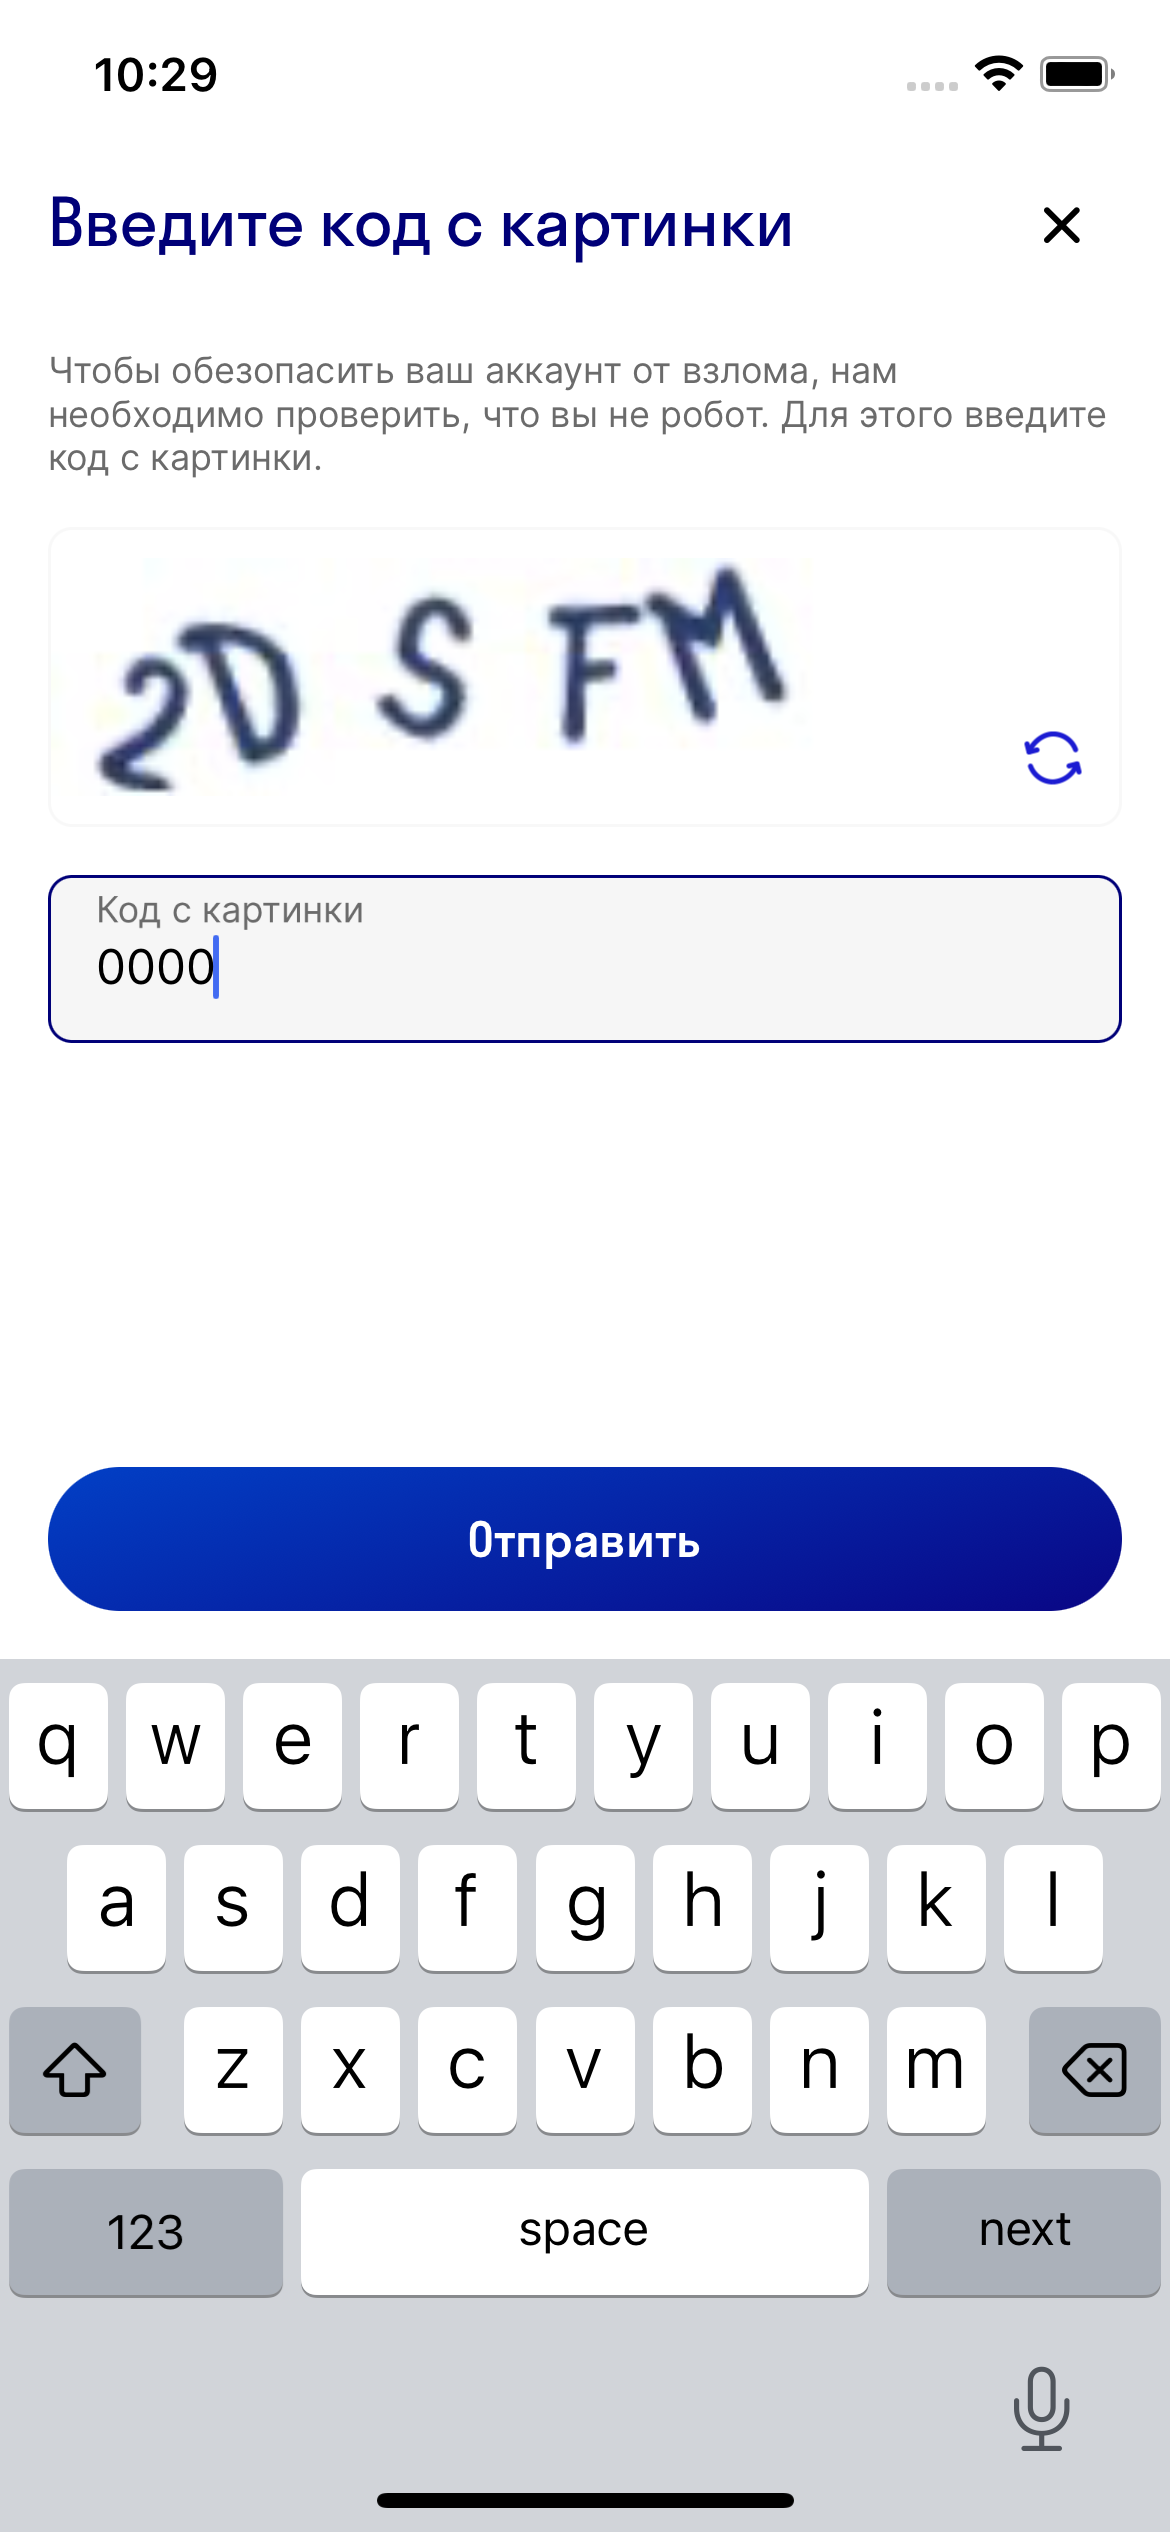 10:29
Введите код с картинки
Чтобы обезопасить ваш аккаунт от взлома, нам
необходимо проверить, что вы не робот. Для этого введите
код с картинки.
2D S FM
Код с картинки
0000
Отправить
q w e r t y u i o p
a s d f g h j k l
z x c v b n m
123 space next